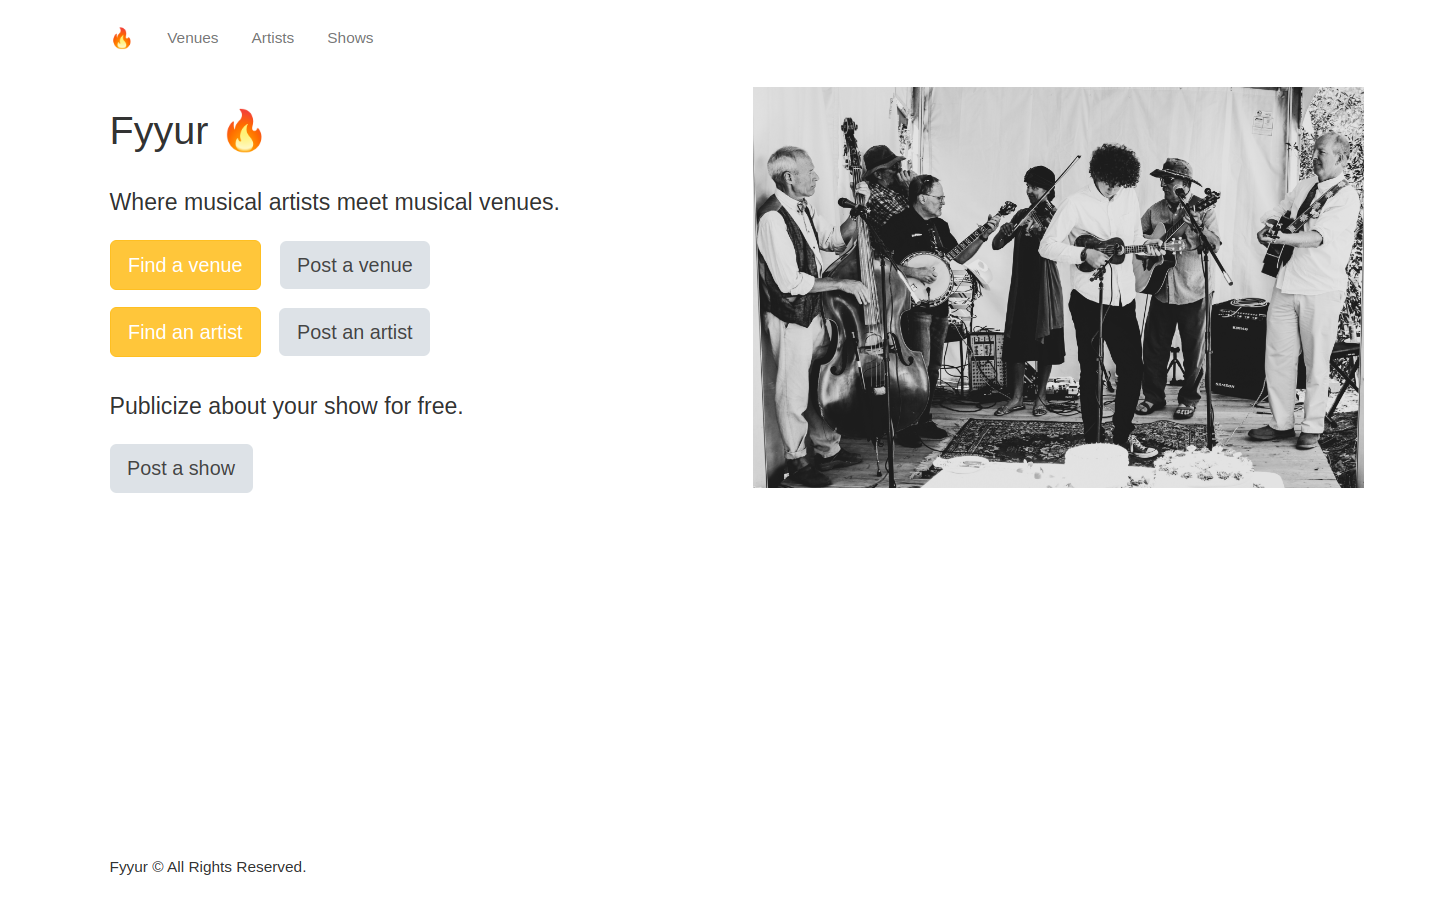 🔥 Venues Artists Shows
Fyyur 🔥
Where musical artists meet musical venues.
Find a venue Post a venue
Find an artist Post an artist
Publicize about your show for free.
Post a show
Fyyur © All Rights Reserved.